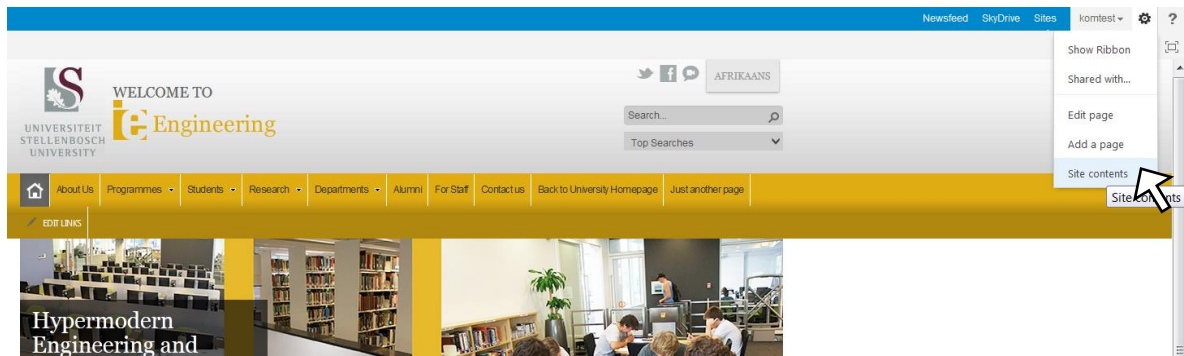 Newsfeed SkyDrive Sites komtest ?
Show Ribbon
Shared with...
Edit page
Add a page
Site contents
Site contents
UNIVERSITEIT
STELLENBOSCH
UNIVERSITY
WELCOME TO
ie Engineering
AFRIKAANS
Search...
Top Searches
About Us Programmes Students Research Departments Alumni For Staff Contact us Back to University Homepage Just another page
EDIT LINKS
Hypermodern
Engineering and